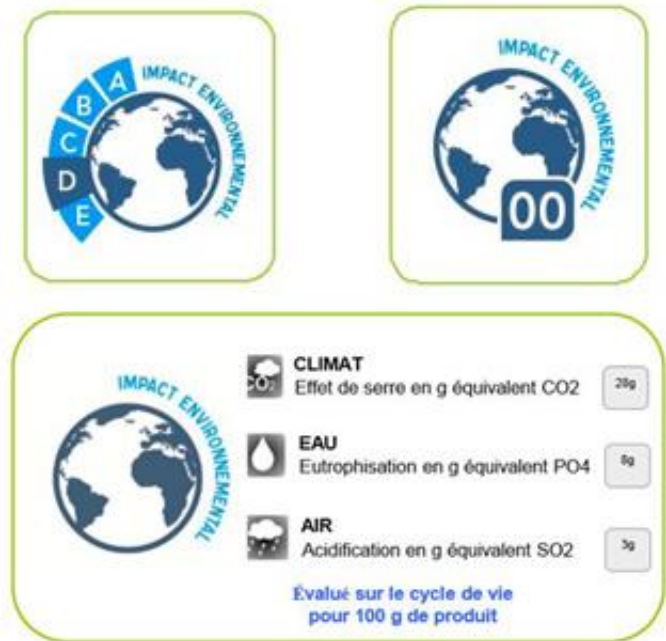 IMPACT ENVIRONNEMENTAL
A
B
C
D
E
IMPACT ENVIRONNEMENTAL
00
IMPACT ENVIRONNEMENTAL
CO2
CLIMAT
Effet de serre en g équivalent CO2
28g
EAU
Eutrophisation en g équivalent PO4
8g
AIR
Acidification en g équivalent SO2
3g
Évalué sur le cycle de vie
pour 100 g de produit